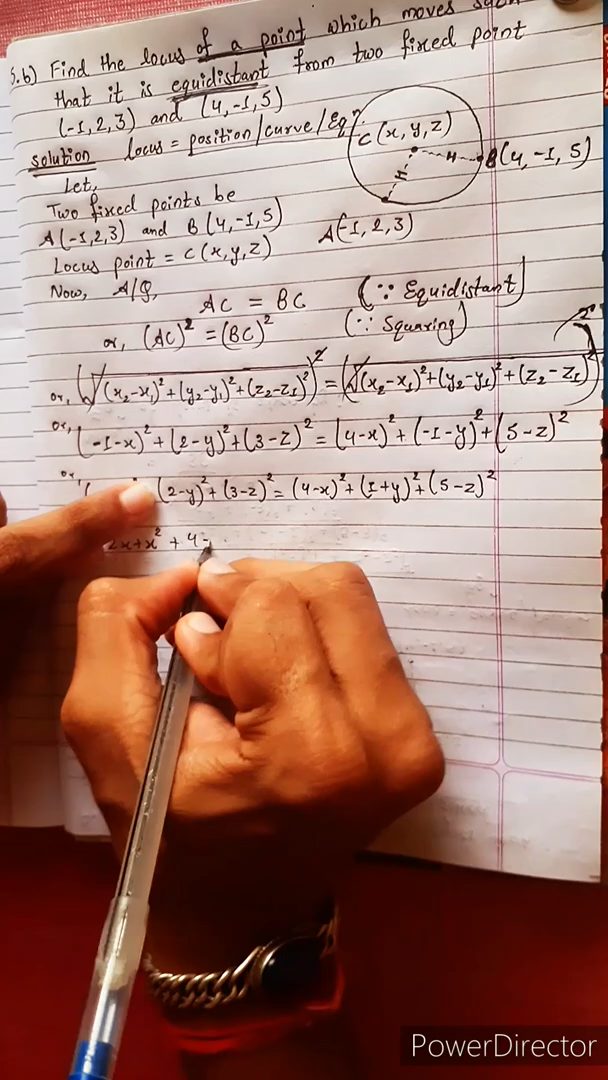 5.b) Find the locus of a point which moves such
that it is equidistant from two fixed point
(-1,2,3) and (4,-1,5)
solution locus = position/curve/Eqn.
Let,
Two fixed points be
A(-1,2,3) and B(4,-1,5)
Locus point = C(x,y,z)
C(x,y,z)
B(4,-1,5)
A(-1,2,3)
Now, A/Q,
AC = BC (∵ Equidistant)
or, (AC)² = (BC)² (∵ Squaring)
or, (√(x₂-x₁)²+(y₂-y₁)²+(z₂-z₁)²)² = (√(x₂-x₁)²+(y₂-y₁)²+(z₂-z₁)²)²
or, (-1-x)²+(2-y)²+(3-z)² = (4-x)²+(-1-y)²+(5-z)²
or, (2-y)²+(3-z)² = (4-x)²+(1+y)²+(5-z)²
2x+x²+4-
PowerDirector